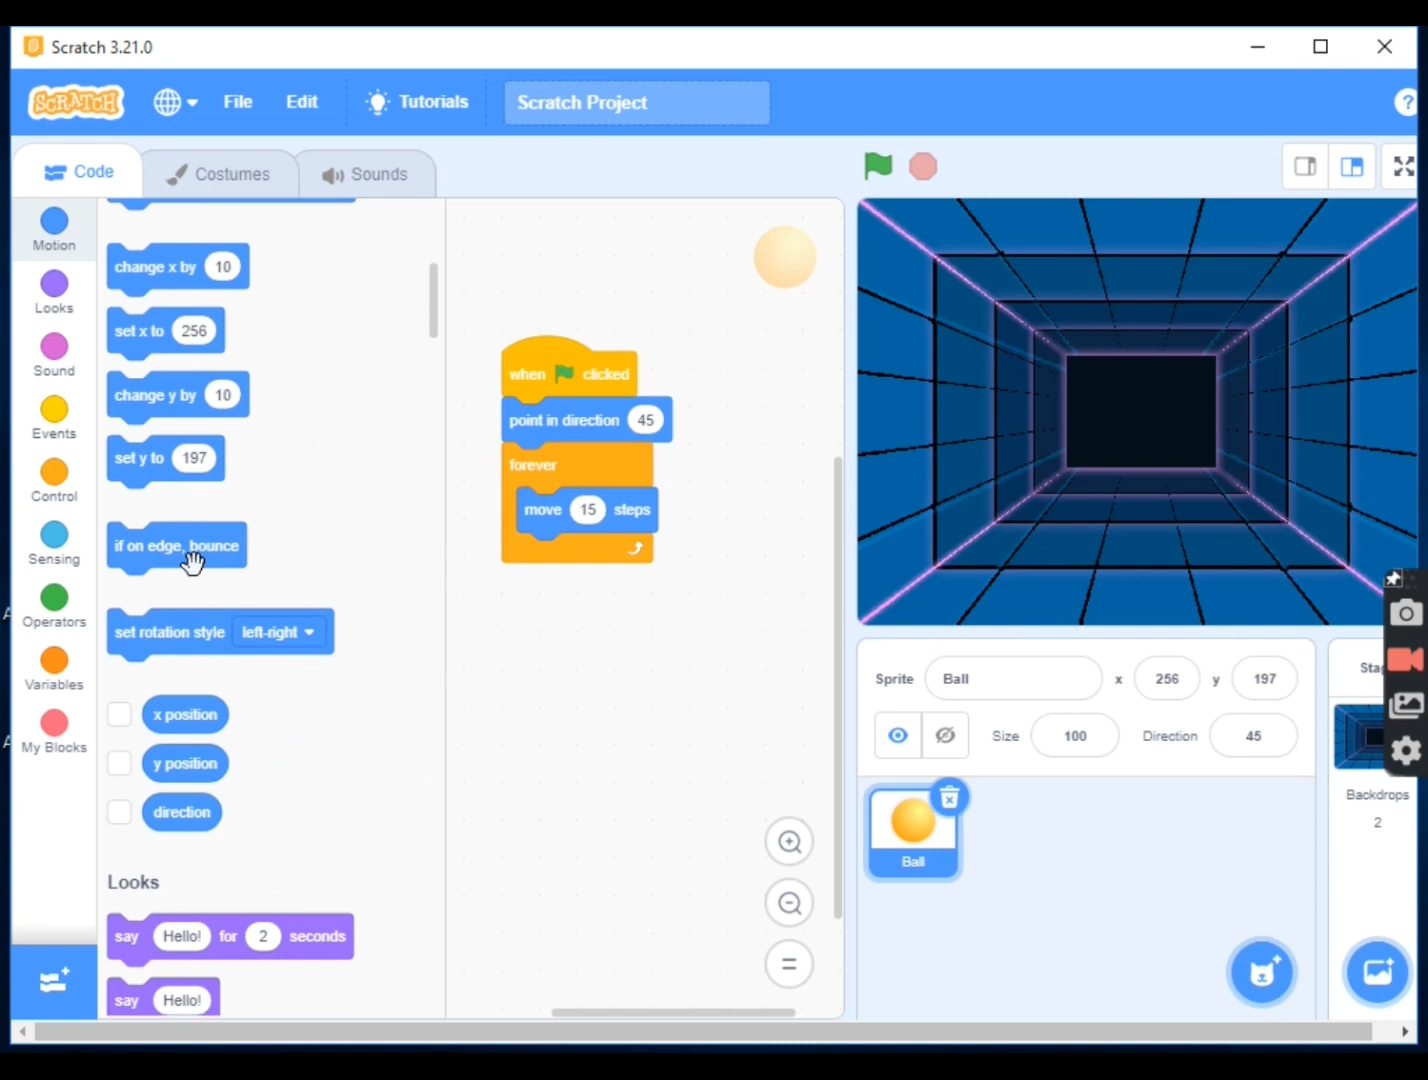 Scratch 3.21.0
SCRATCH File Edit Tutorials Scratch Project ?
Code Costumes Sounds
Motion
Looks
Sound
Events
Control
Sensing
Operators
Variables
My Blocks
change x by 10
set x to 256
change y by 10
set y to 197
if on edge, bounce
set rotation style left-right
x position
y position
direction
Looks
say Hello! for 2 seconds
say Hello!
when clicked
point in direction 45
forever
move 15 steps
Sprite Ball x 256 y 197
Size 100 Direction 45
Ball
Backdrops
2